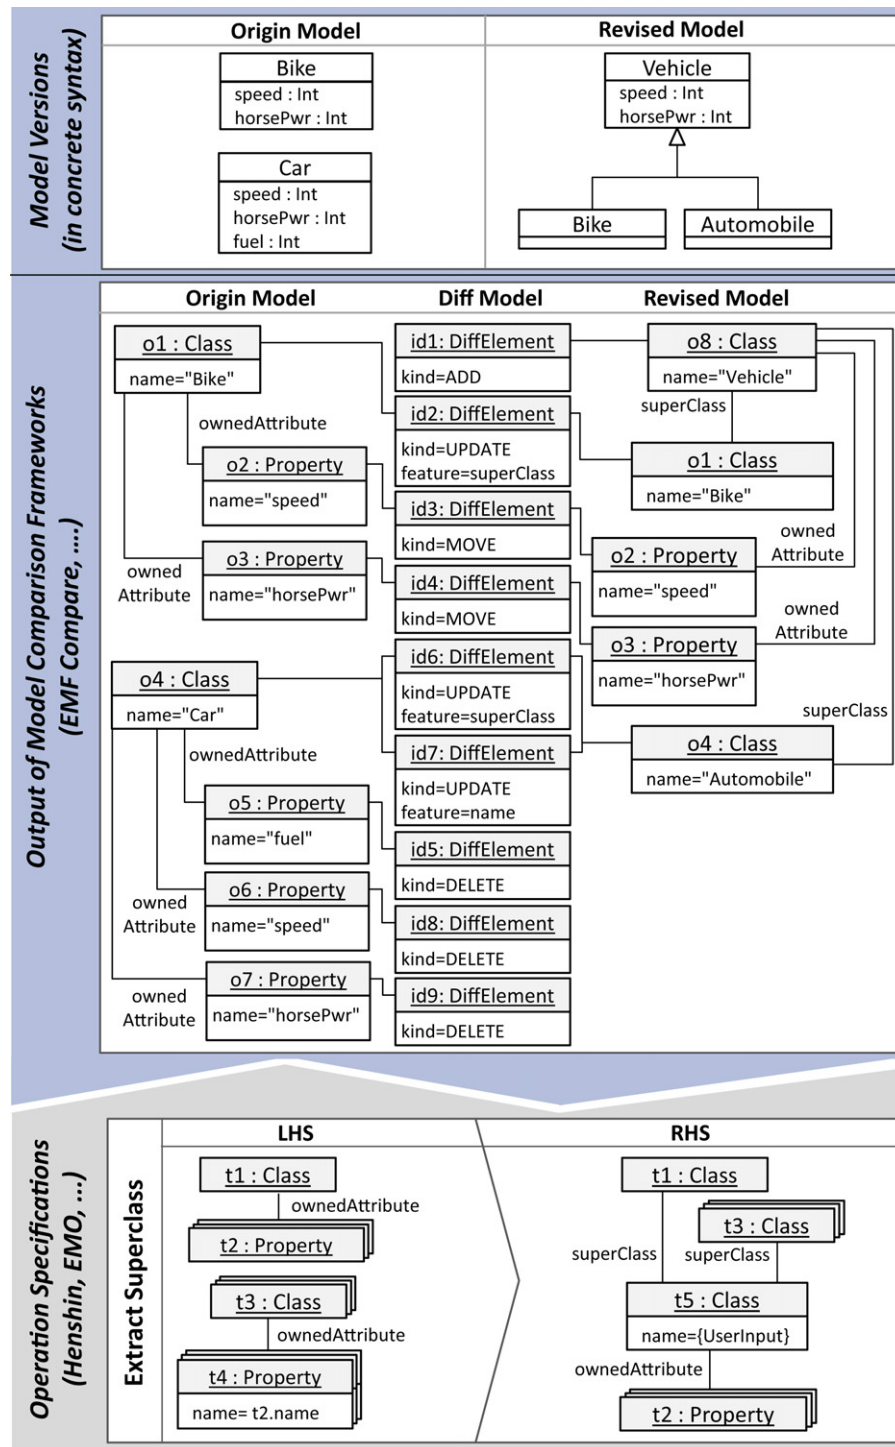 Model Versions
(in concrete syntax)
Origin Model
Revised Model
Bike
speed : Int
horsePwr : Int
Car
speed : Int
horsePwr : Int
fuel : Int
Vehicle
speed : Int
horsePwr : Int
Bike
Automobile
Output of Model Comparison Frameworks
(EMF Compare, ....)
Origin Model
Diff Model
Revised Model
o1 : Class
name="Bike"
ownedAttribute
o2 : Property
name="speed"
owned
Attribute
o3 : Property
name="horsePwr"
o4 : Class
name="Car"
ownedAttribute
o5 : Property
name="fuel"
owned
Attribute
o6 : Property
name="speed"
owned
Attribute
o7 : Property
name="horsePwr"
id1: DiffElement
kind=ADD
id2: DiffElement
kind=UPDATE
feature=superClass
id3: DiffElement
kind=MOVE
id4: DiffElement
kind=MOVE
id6: DiffElement
kind=UPDATE
feature=superClass
id7: DiffElement
kind=UPDATE
feature=name
id5: DiffElement
kind=DELETE
id8: DiffElement
kind=DELETE
id9: DiffElement
kind=DELETE
o8 : Class
name="Vehicle"
superClass
o1 : Class
name="Bike"
owned
Attribute
o2 : Property
name="speed"
owned
Attribute
o3 : Property
name="horsePwr"
superClass
o4 : Class
name="Automobile"
Operation Specifications
(Henshin, EMO, ...)
Extract Superclass
LHS
RHS
t1 : Class
ownedAttribute
t2 : Property
t3 : Class
ownedAttribute
t4 : Property
name= t2.name
t1 : Class
t3 : Class
superClass
superClass
t5 : Class
name={UserInput}
ownedAttribute
t2 : Property